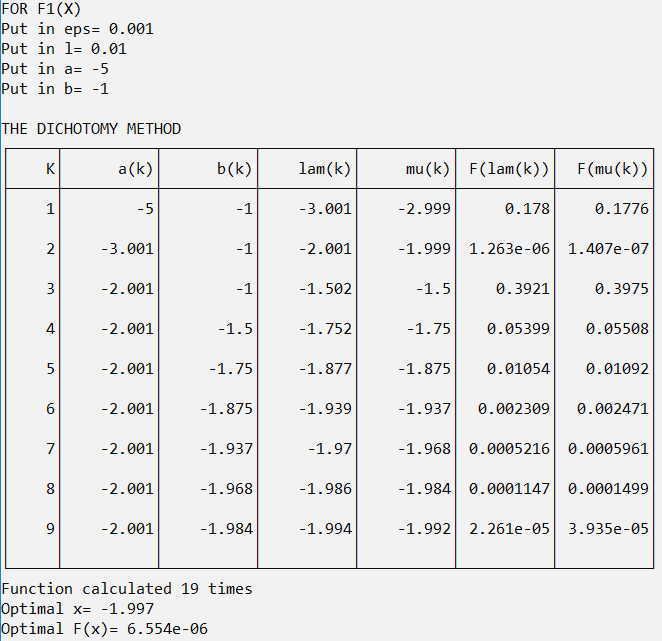 FOR F1(X)
Put in eps= 0.001
Put in l= 0.01
Put in a= -5
Put in b= -1
THE DICHOTOMY METHOD
K a(k) b(k) lam(k) mu(k) F(lam(k)) F(mu(k))
1 -5 -1 -3.001 -2.999 0.178 0.1776
2 -3.001 -1 -2.001 -1.999 1.263e-06 1.407e-07
3 -2.001 -1 -1.502 -1.5 0.3921 0.3975
4 -2.001 -1.5 -1.752 -1.75 0.05399 0.05508
5 -2.001 -1.75 -1.877 -1.875 0.01054 0.01092
6 -2.001 -1.875 -1.939 -1.937 0.002309 0.002471
7 -2.001 -1.937 -1.97 -1.968 0.0005216 0.0005961
8 -2.001 -1.968 -1.986 -1.984 0.0001147 0.0001499
9 -2.001 -1.984 -1.994 -1.992 2.261e-05 3.935e-05
Function calculated 19 times
Optimal x= -1.997
Optimal F(x)= 6.554e-06